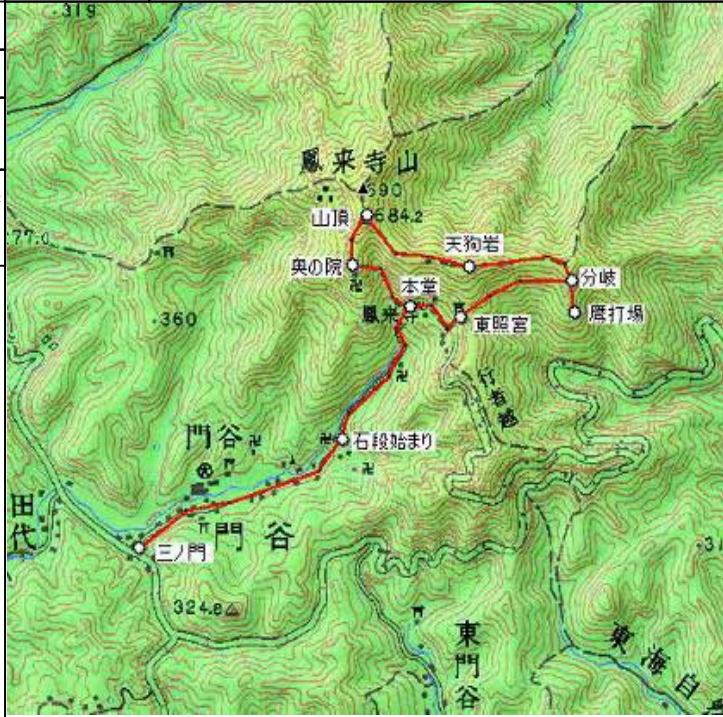 ・319
鳳来寺山
690
山頂
684.2
77.0
天狗岩
奥の院
分岐
本堂
鳳来寺
東照宮
鷹打場
・360
行者越
石段始まり
門谷
田代
門谷
三ノ門
324.8
東門谷
東海自